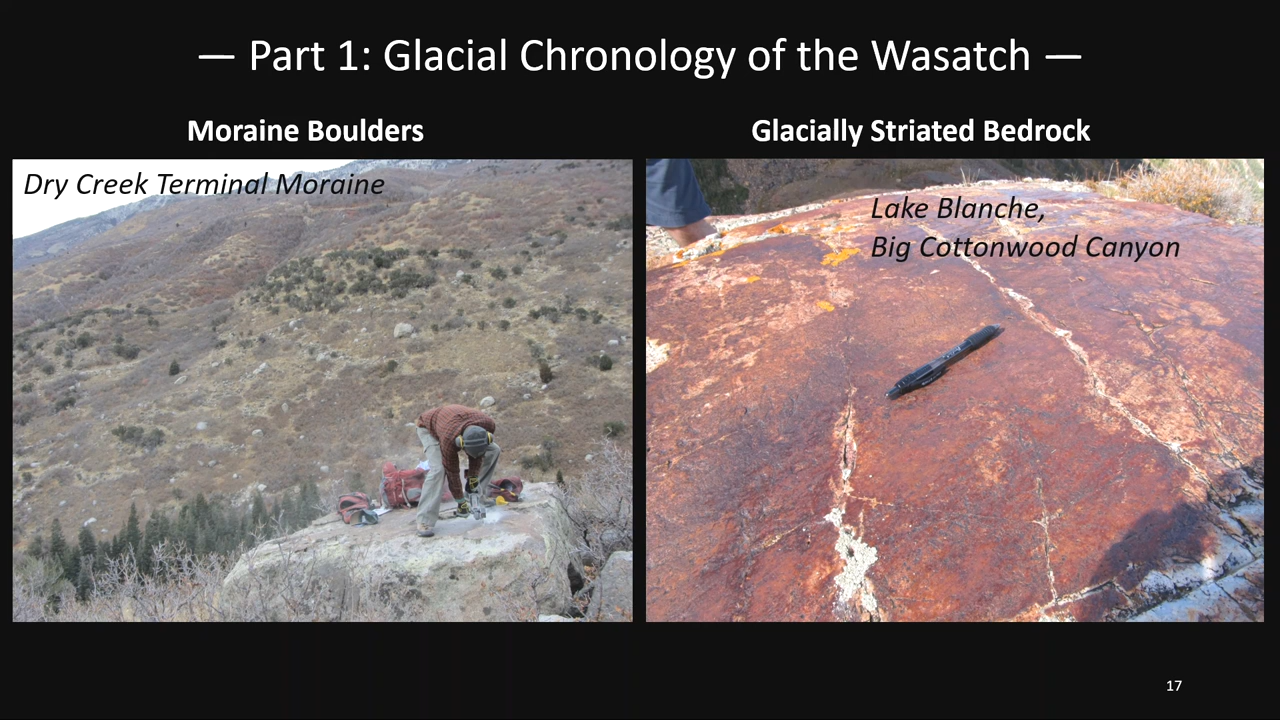 — Part 1: Glacial Chronology of the Wasatch —
Moraine Boulders
Glacially Striated Bedrock
Dry Creek Terminal Moraine
Lake Blanche,
Big Cottonwood Canyon
17